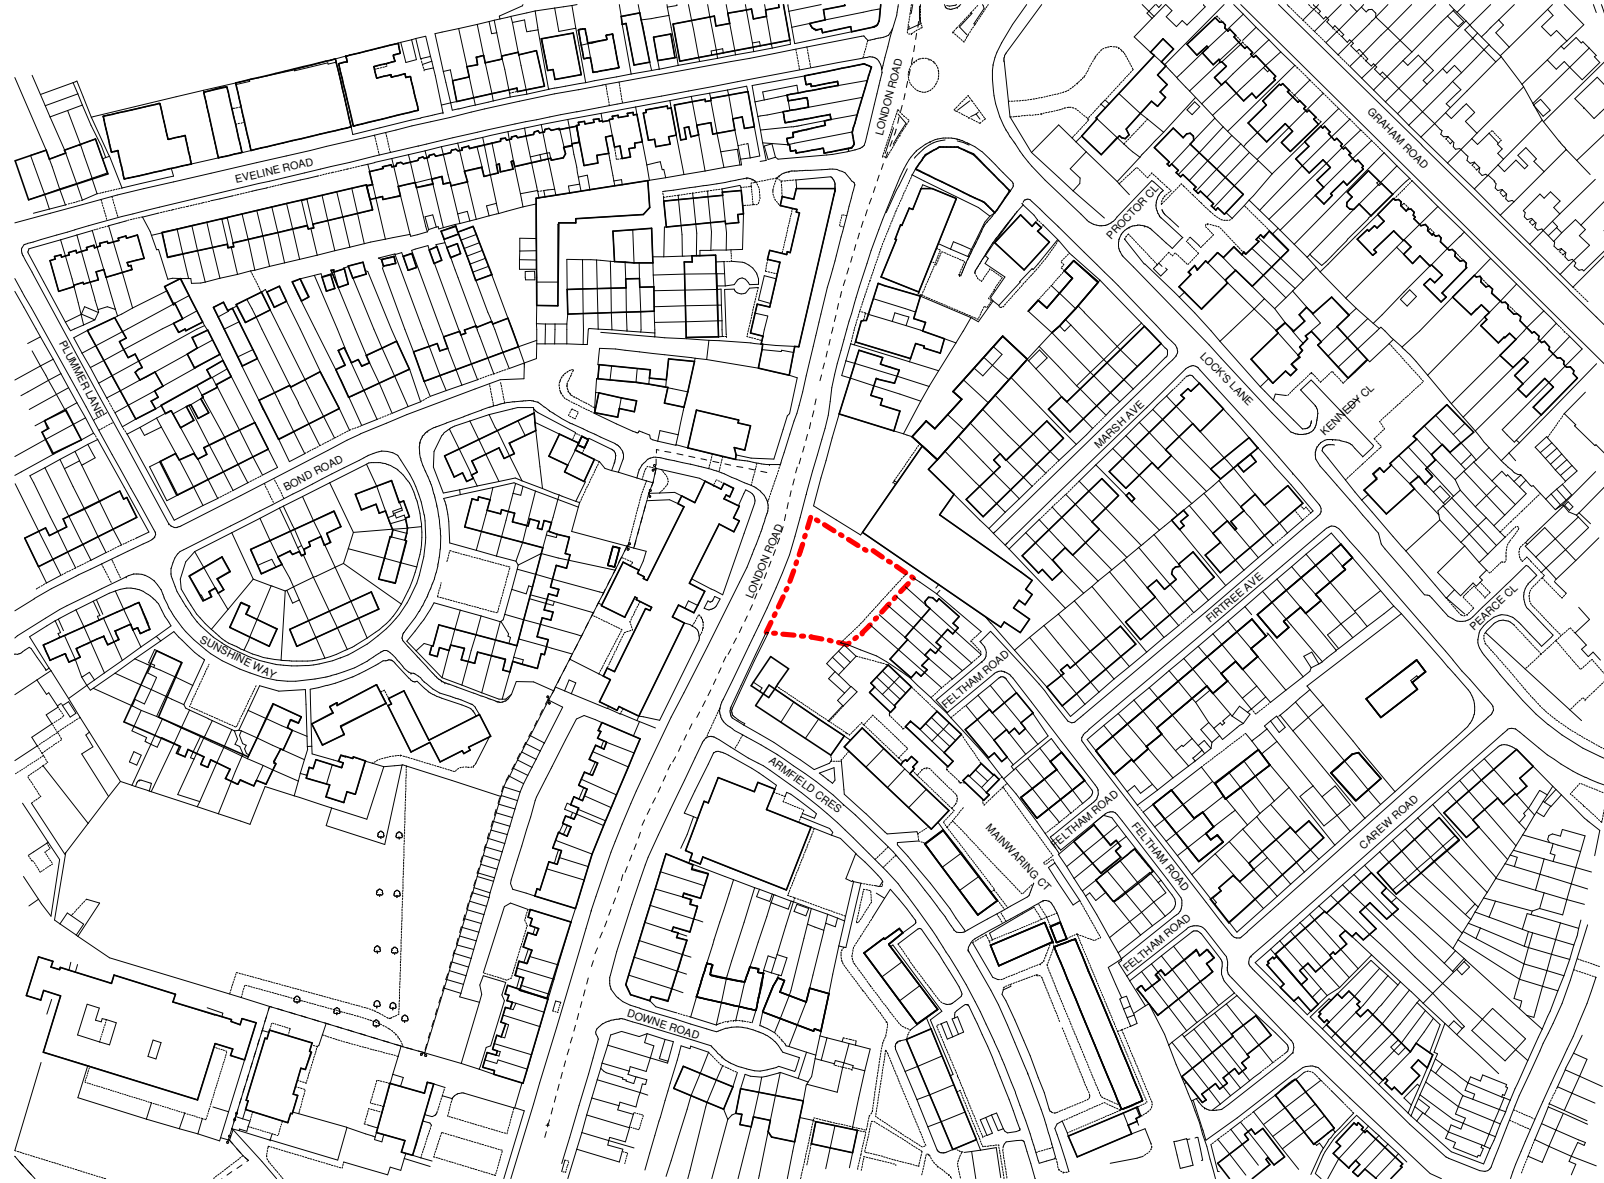 LONDON ROAD
GRAHAM ROAD
EVELINE ROAD
PROCTOR CL
PLUMMER LANE
LOCK'S LANE
MARSH AVE
KENNEDY CL
BOND ROAD
LONDON ROAD
FIRTREE AVE
PEARCE CL
SUNSHINE WAY
FELTHAM ROAD
ARMFIELD CRES
FELTHAM ROAD
MAINWARING CT
FELTHAM ROAD
CAREW ROAD
FELTHAM ROAD
DOWNE ROAD